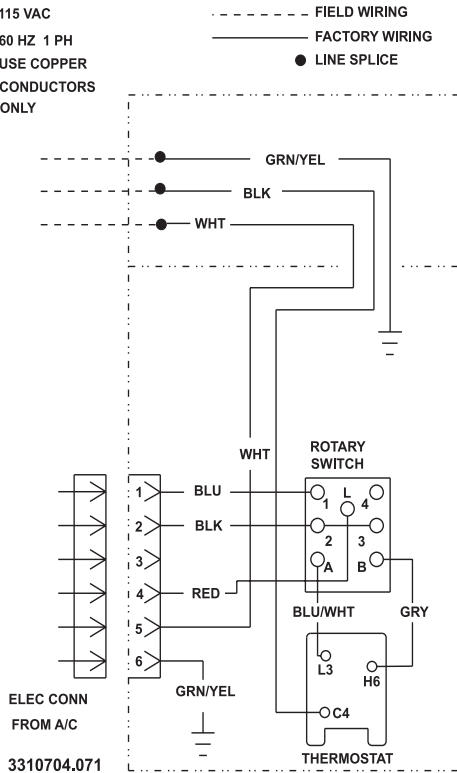 115 VAC
60 HZ 1 PH
USE COPPER
CONDUCTORS
ONLY
FIELD WIRING
FACTORY WIRING
LINE SPLICE
GRN/YEL
BLK
WHT
WHT
ROTARY
SWITCH
1
BLU
1
L
4
2
BLK
2
3
3
A
B
4
RED
BLU/WHT
GRY
5
6
L3
H6
GRN/YEL
C4
ELEC CONN
FROM A/C
THERMOSTAT
3310704.071